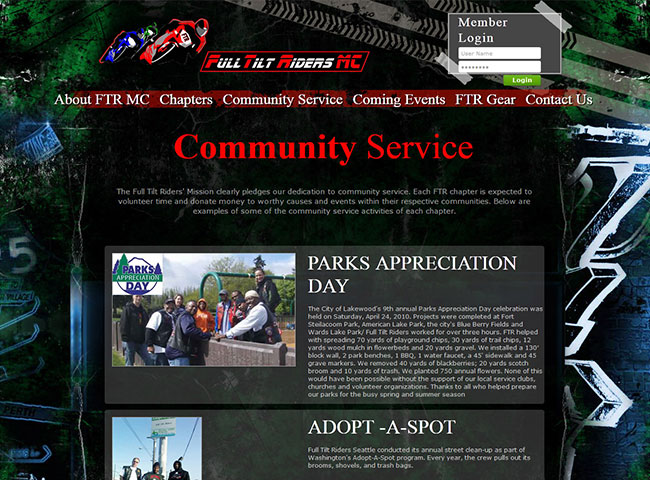 FULL TILT RIDERS MC
Member
Login
User Name
Login
About FTR MC Chapters Community Service Coming Events FTR Gear Contact Us
Community Service
The Full Tilt Riders' Mission clearly pledges our dedication to community service. Each FTR chapter is expected to
volunteer time and donate money to worthy causes and events within their respective communities. Below are
examples of some of the community service activities of each chapter.
PARKS
APPRECIATION
DAY
PARKS APPRECIATION
DAY
The City of Lakewood's 9th annual Parks Appreciation Day celebration was
held on Saturday, April 24, 2010. Projects were completed at Fort
Steilacoom Park, American Lake Park, the city's Blue Berry Fields and
Wards Lake Park/ Full Tilt Riders worked for over three hours. FTR helped
with spreading 70 yards of playground chips, 30 yards of trail chips, 12
yards wood mulch in flowerbeds and 20 yards gravel. We installed a 130'
block wall, 2 park benches, 1 BBQ, 1 water faucet, a 45' sidewalk and 45
grave markers. We removed 40 yards of blackberries; 20 yards scotch
broom and 10 yards of trash. We planted 750 annual flowers. None of this
would have been possible without the support of our local service clubs,
churches and volunteer organizations. Thanks to all who helped prepare
our parks for the busy spring and summer season
ADOPT -A-SPOT
Full Tilt Riders Seattle conducted its annual street clean-up as part of
Washington's Adopt-A-Spot program. Every year, the crew pulls out its
brooms, shovels, and trash bags.
PERTH